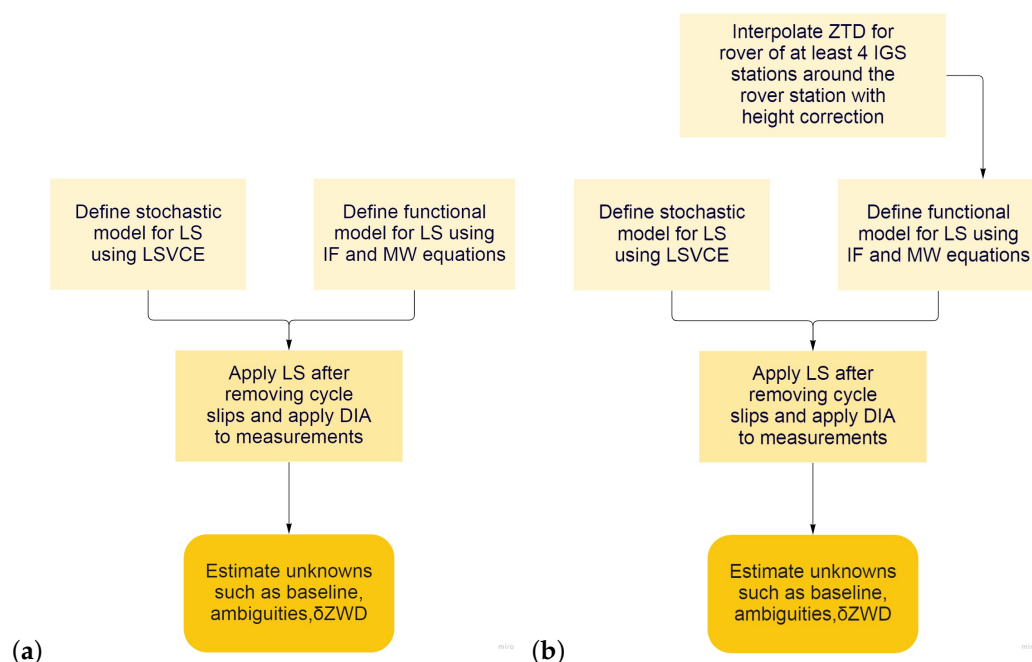 Define stochastic
model for LS
using LSVCE
Define functional
model for LS using
IF and MW equations
Apply LS after
removing cycle
slips and apply DIA
to measurements
Estimate unknowns
such as baseline,
ambiguities,δZWD
(a)
miro
Interpolate ZTD for
rover of at least 4 IGS
stations around the
rover station with
height correction
Define stochastic
model for LS
using LSVCE
Define functional
model for LS using
IF and MW equations
Apply LS after
removing cycle
slips and apply DIA
to measurements
Estimate unknowns
such as baseline,
ambiguities,δZWD
(b)